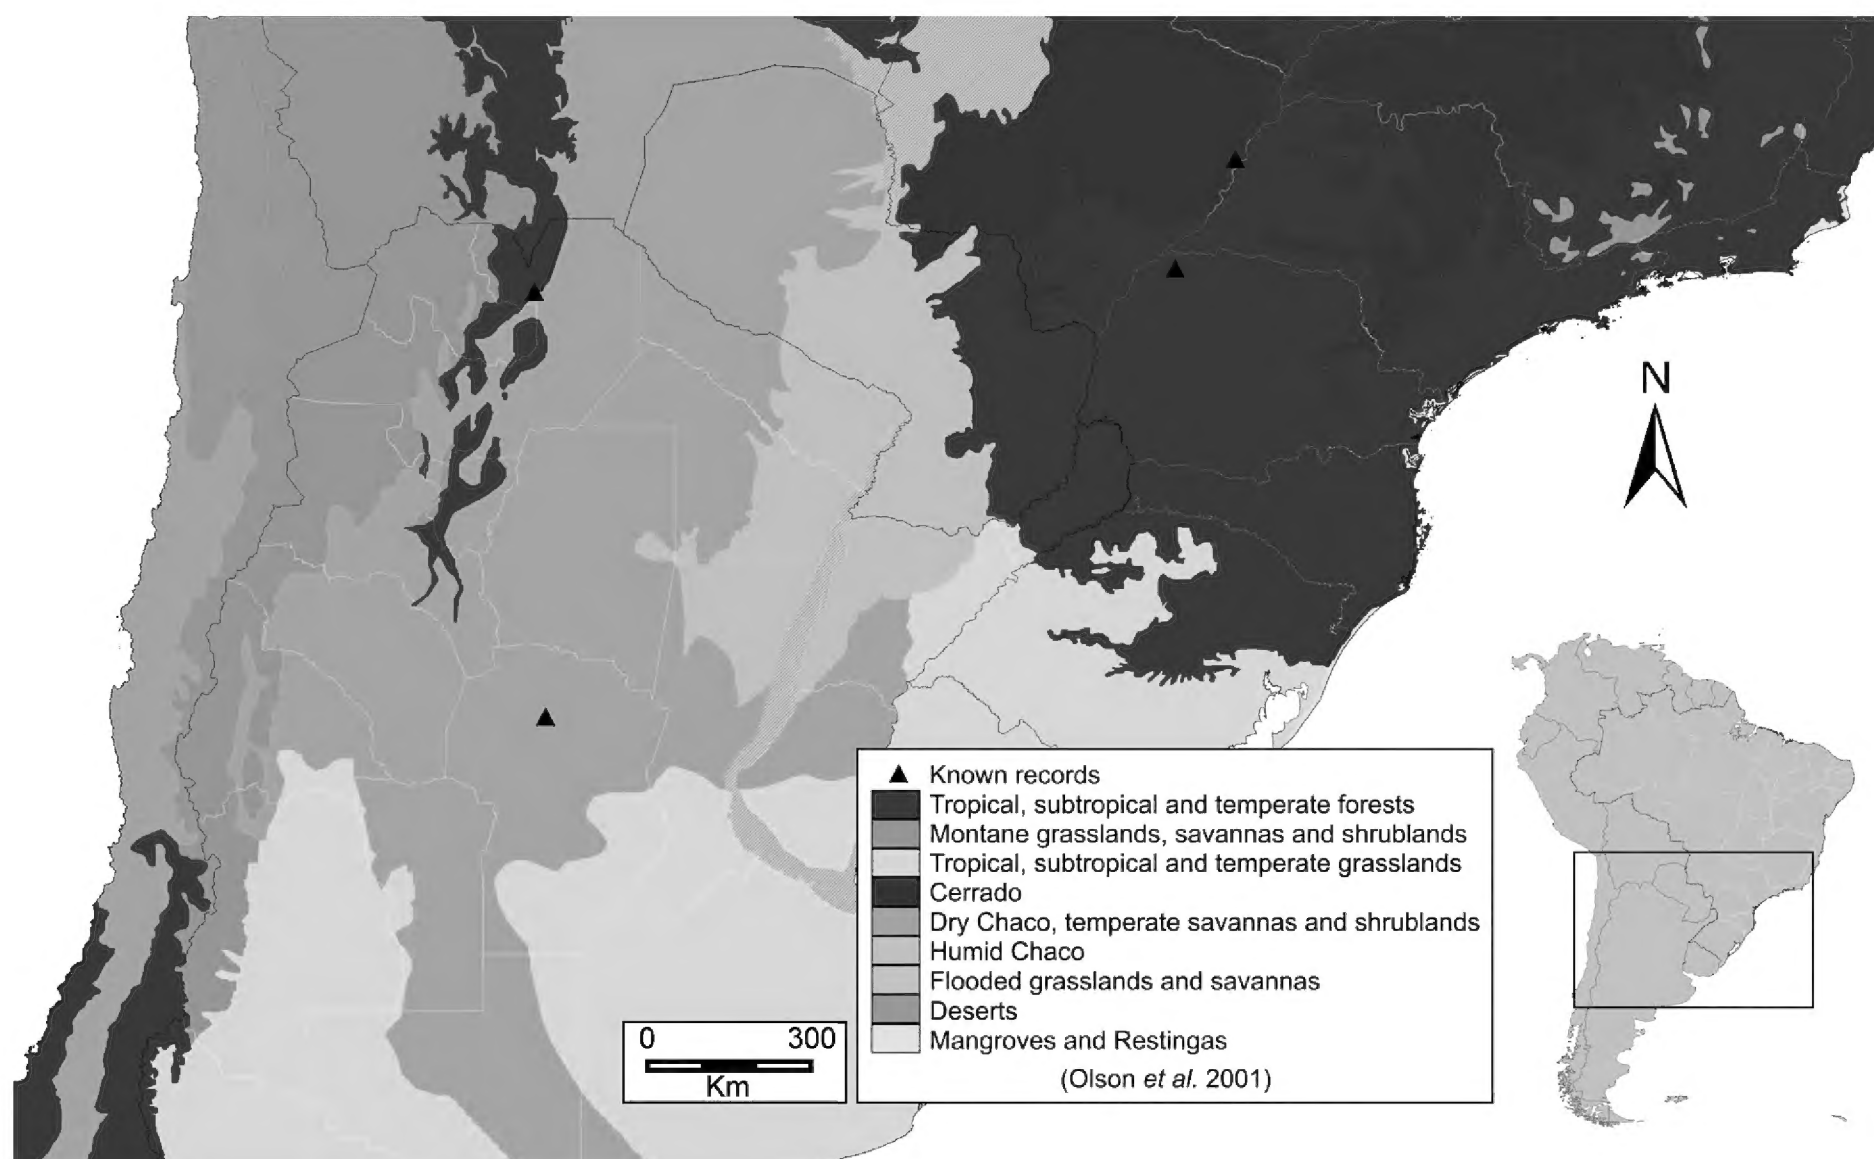 N
Known records
Tropical, subtropical and temperate forests
Montane grasslands, savannas and shrublands
Tropical, subtropical and temperate grasslands
Cerrado
Dry Chaco, temperate savannas and shrublands
Humid Chaco
Flooded grasslands and savannas
Deserts
Mangroves and Restingas
(Olson et al. 2001)
0 300
Km